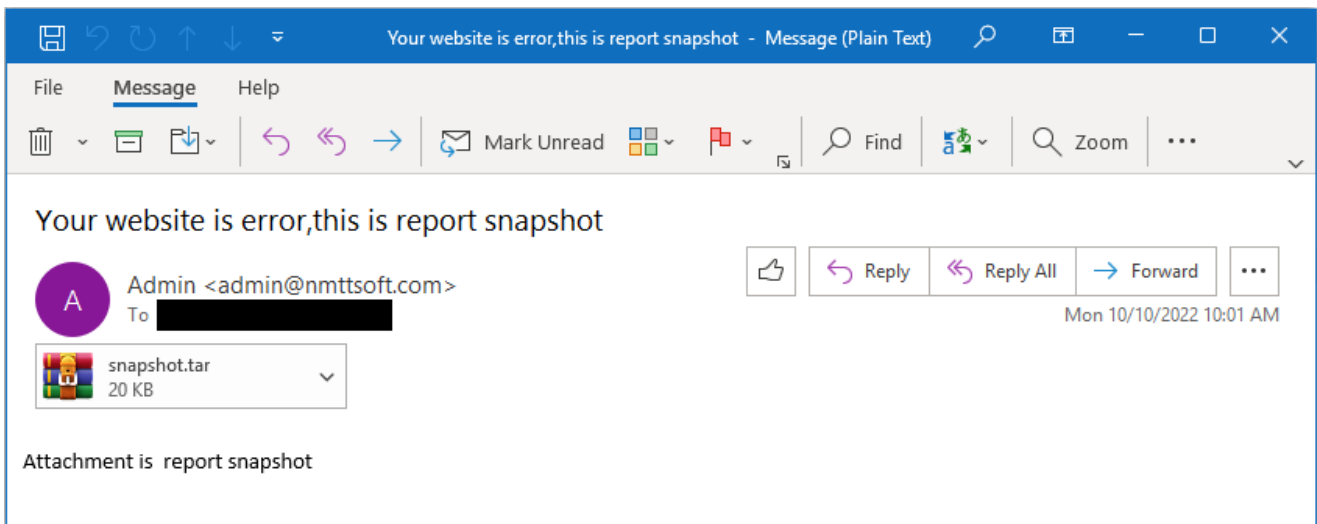 Your website is error,this is report snapshot - Message (Plain Text)
File Message Help
Mark Unread Find Zoom
Your website is error,this is report snapshot
A
Admin <admin@nmttsoft.com>
To
Reply Reply All Forward
Mon 10/10/2022 10:01 AM
snapshot.tar
20 KB
Attachment is  report snapshot